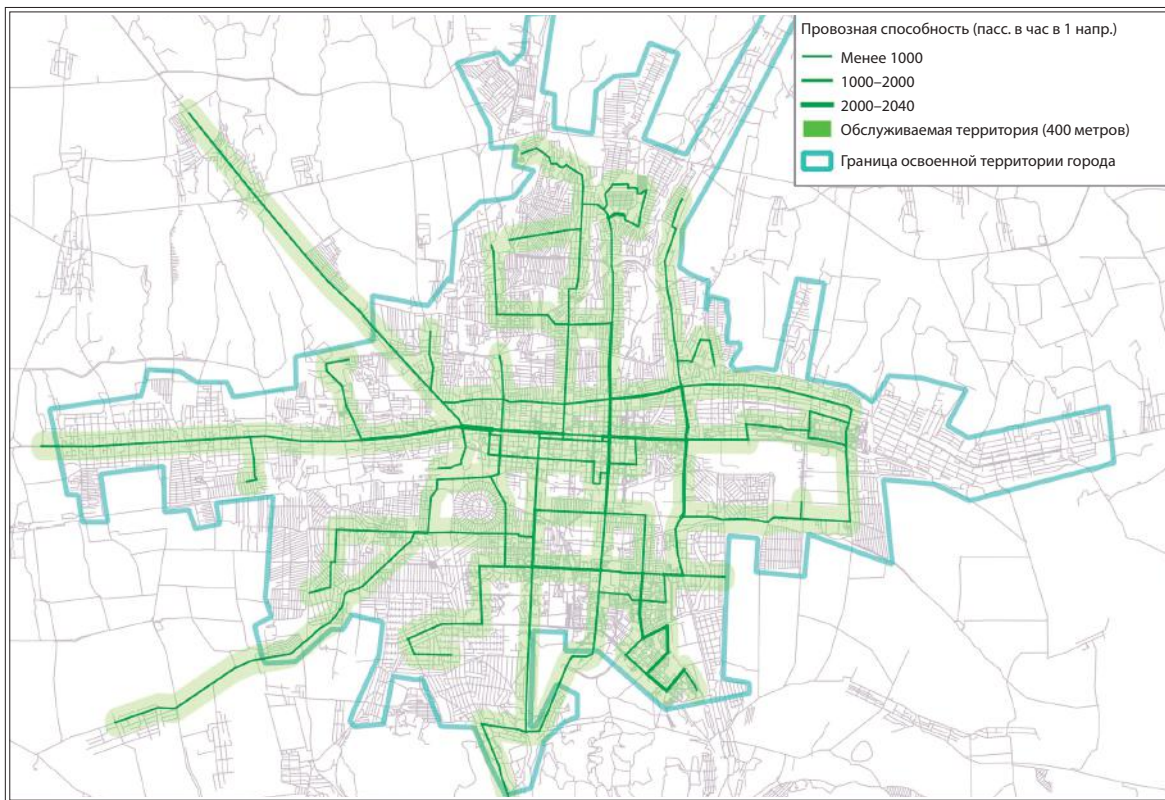 Провозная способность (пасс. в час в 1 напр.)
Менее 1000
1000–2000
2000–2040
Обслуживаемая территория (400 метров)
Граница освоенной территории города